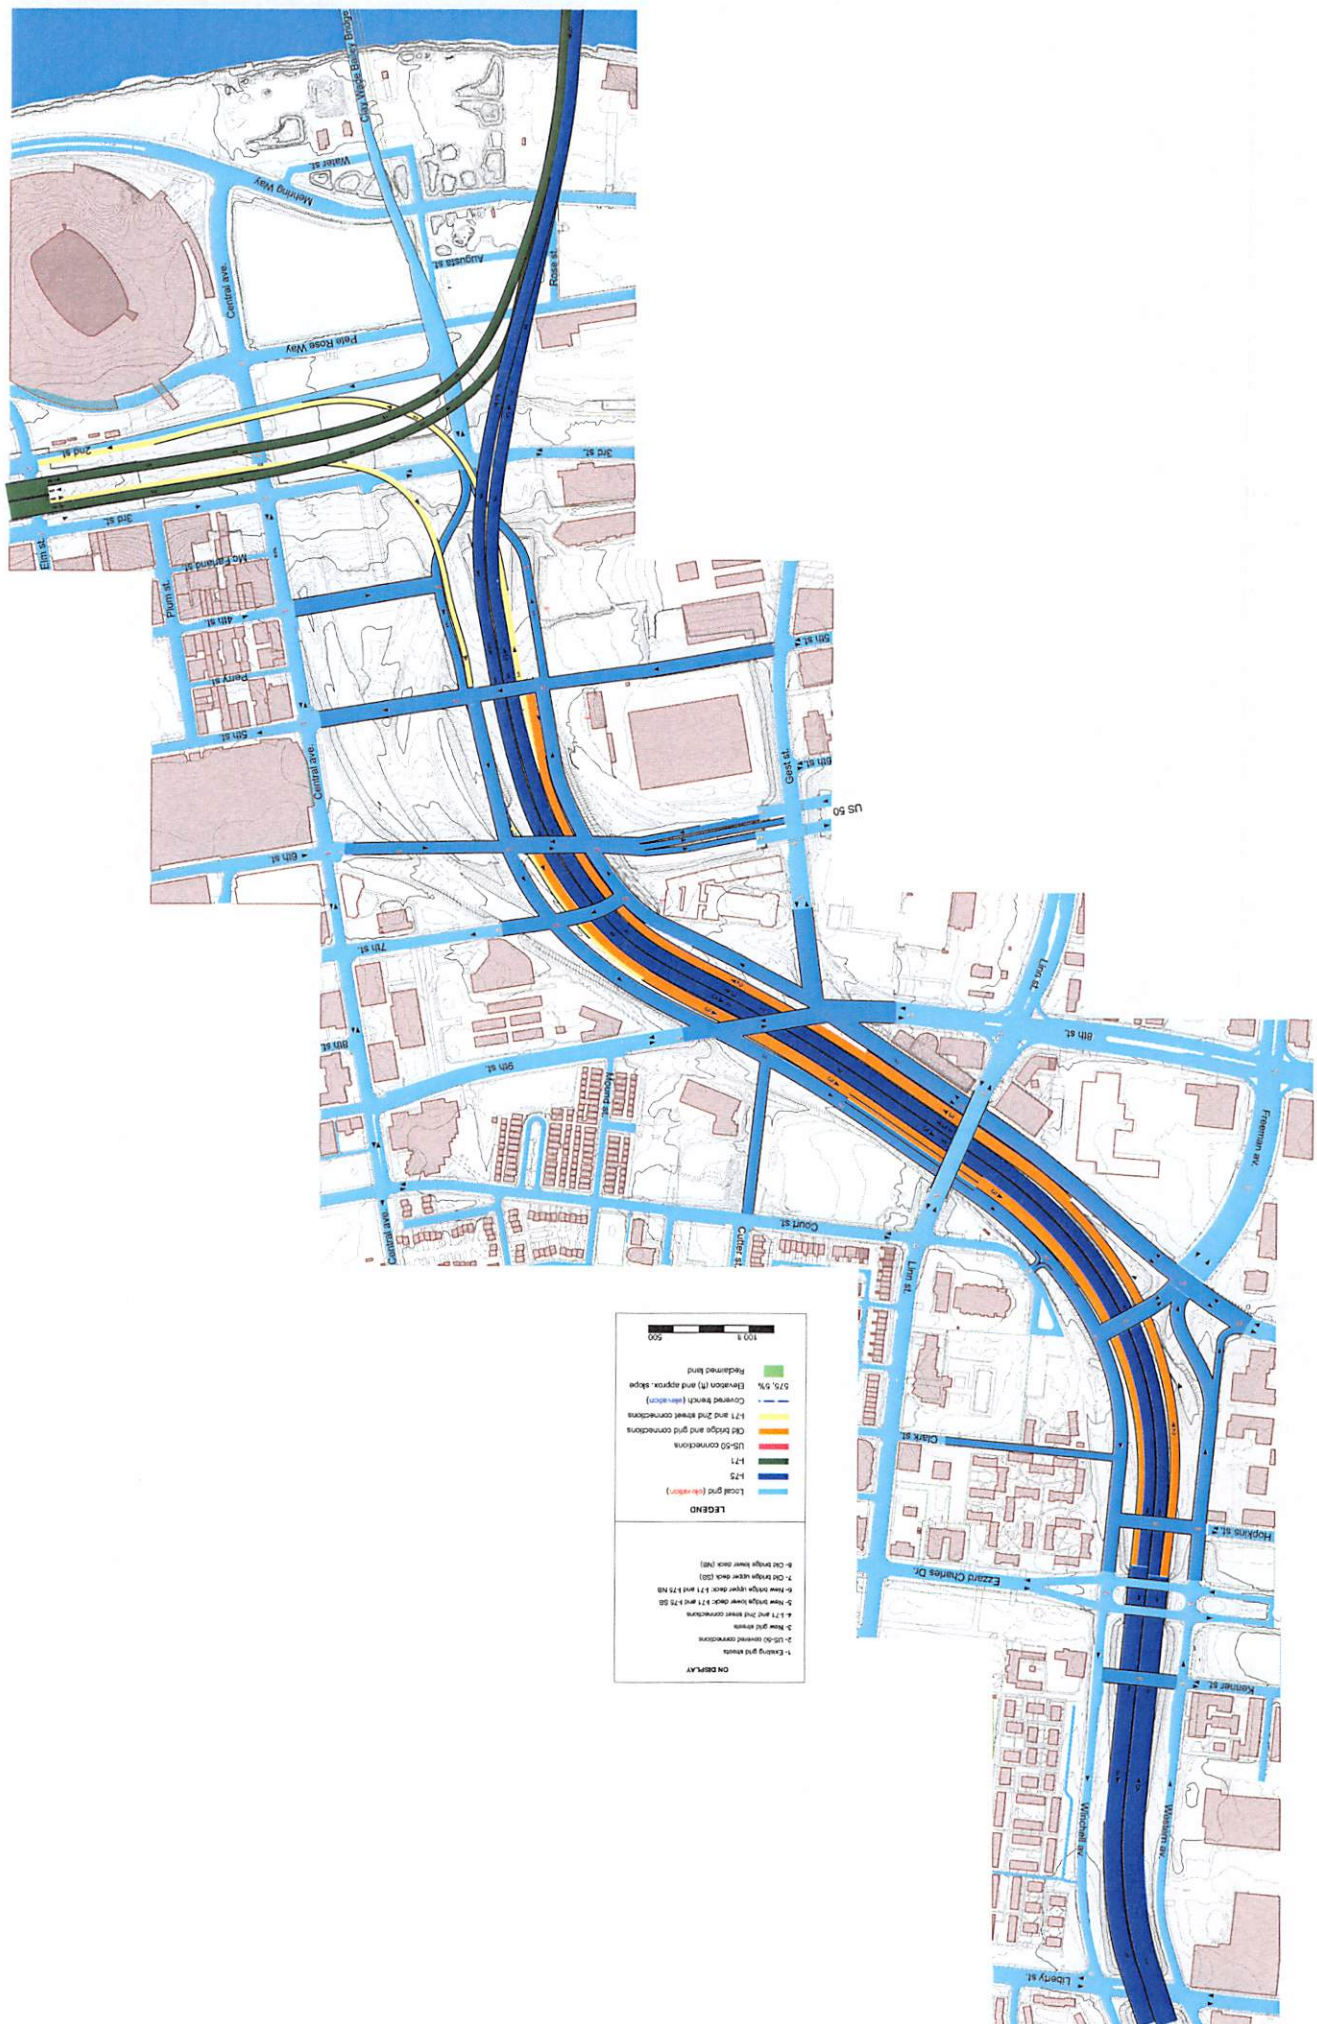 Clay Wade Bailey Bridge
Water st.
Mehring Way
Augusta st.
Rose st.
Central ave.
Pete Rose Way
2nd st.
3rd st.
3rd st.
Elm st.
Plum st.
McFarland st.
4th st.
Perry st
5th st.
5th st.
Central ave.
Gest st.
6th st.
US 50
6th st.
7th st.
Linn st.
8th st.
8th st.
9th st.
Mound st.
Freeman av.
Central ave.
Cutter st.
Court st.
Linn st.
Clark st.
Hopkins st.
Ezzard Charles Dr.
Kenner st.
Winchell av.
Western av.
Liberty st.
ON DISPLAY
1- Existing grid streets
2- US-50 covered connections
3- New grid streets
4- I-71 and 2nd street connections
5- New bridge lower deck: I-71 and I-75 SB
6- New bridge upper deck: I-71 and I-75 NB
7- Old bridge upper deck (SB)
8- Old bridge lower deck (NB)
LEGEND
Local grid (elevation)
I-75
I-71
US-50 connections
Old bridge and grid connections
I-71 and 2nd street connections
Covered trench (elevation)
575, 5% Elevation (ft) and approx. slope
Reclaimed land
100 ft 500